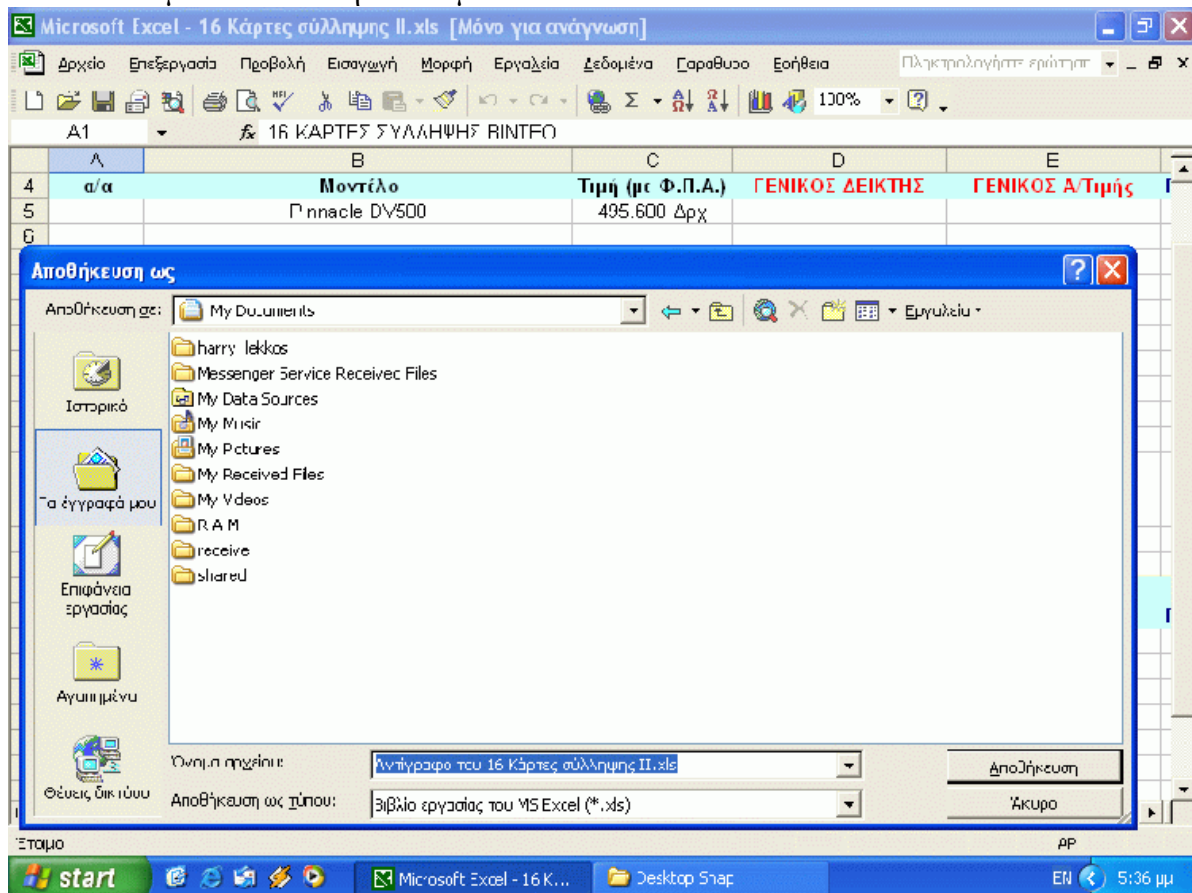 Microsoft Excel - 16 Κάρτες σύλληψης II.xls [Μόνο για ανάγνωση]
Αρχείο Επεξεργασία Προβολή Εισαγωγή Μορφή Εργαλεία Δεδομένα Παράθυρο Βοήθεια Πληκτρολογήστε ερώτηση
100%
A1 fx 16 ΚΑΡΤΕΣ ΣΥΛΛΗΨΗΣ ΒΙΝΤΕΟ
A B C D E
4 α/α Μοντέλο Τιμή (με Φ.Π.Α.) ΓΕΝΙΚΟΣ ΔΕΙΚΤΗΣ ΓΕΝΙΚΟΣ Α/Τιμής
5 Pinnacle DV500 495.600 Δρχ
6
Αποθήκευση ως
Αποθήκευση σε: My Documents Εργαλεία
harry lekkos
Messenger Service Received Files
My Data Sources
My Music
My Pictures
My Received Files
My Videos
R A M
receive
shared
Ιστορικό
Τα έγγραφά μου
Επιφάνεια
εργασίας
Αγαπημένα
Θέσεις δικτύου
Όνομα αρχείου: Αντίγραφο του 16 Κάρτες σύλληψης II.xls Αποθήκευση
Αποθήκευση ως τύπου: Βιβλίο εργασίας του MS Excel (*.xls) Άκυρο
Έτοιμο ΑΡ
start Microsoft Excel - 16 K... Desktop Snap EN 5:36 μμ